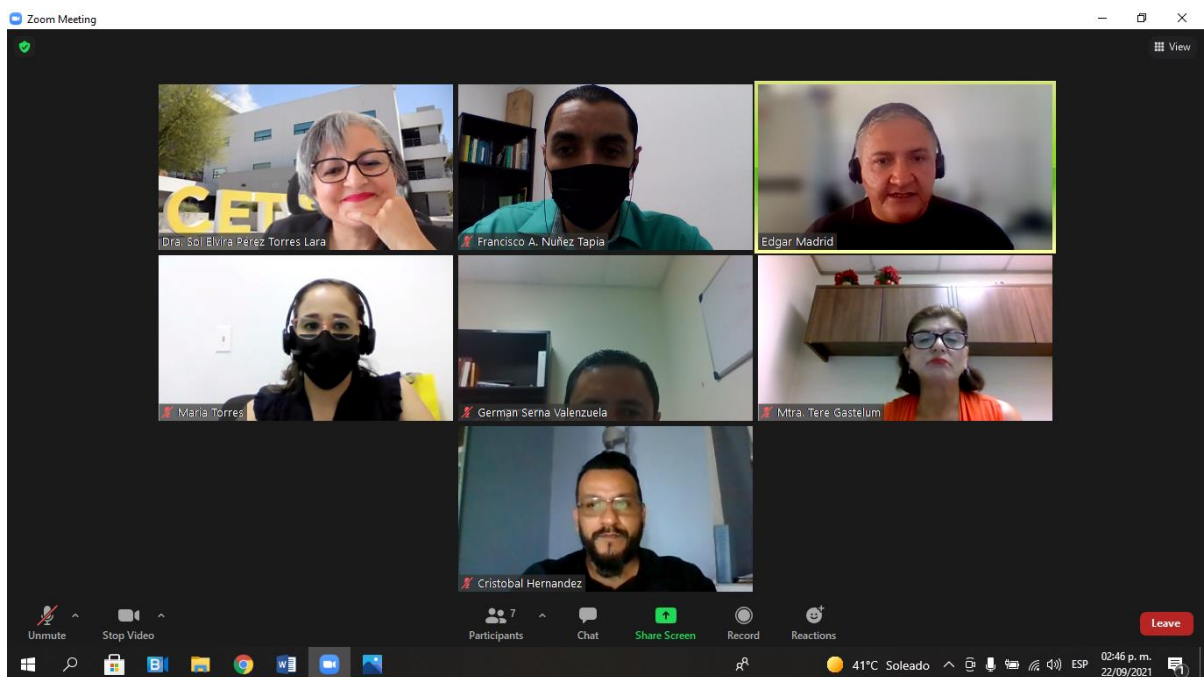 Zoom Meeting
View
CETYS
Dra. Sol Elvira Pérez Torres Lara
Francisco A. Nuñez Tapia
Edgar Madrid
Maria Torres
German Serna Valenzuela
Mtra. Tere Gastelum
Cristobal Hernandez
7
Unmute
Stop Video
Participants
Chat
Share Screen
Record
Reactions
Leave
41°C Soleado
ESP
02:46 p. m.
22/09/2021
1